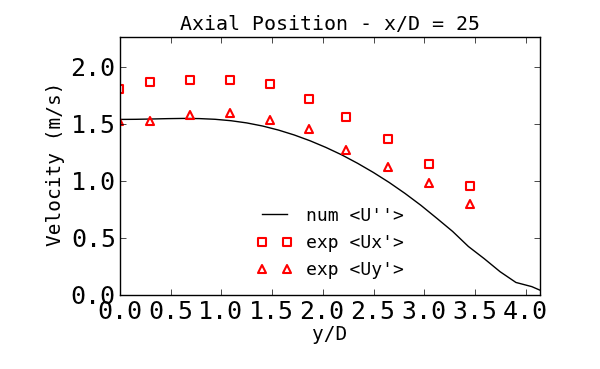 Axial Position - x/D = 25
Velocity (m/s)
2.0
1.5
1.0
0.5
0.0
num <U''>
exp <Ux'>
exp <Uy'>
0.0 0.5 1.0 1.5 2.0 2.5 3.0 3.5 4.0
y/D